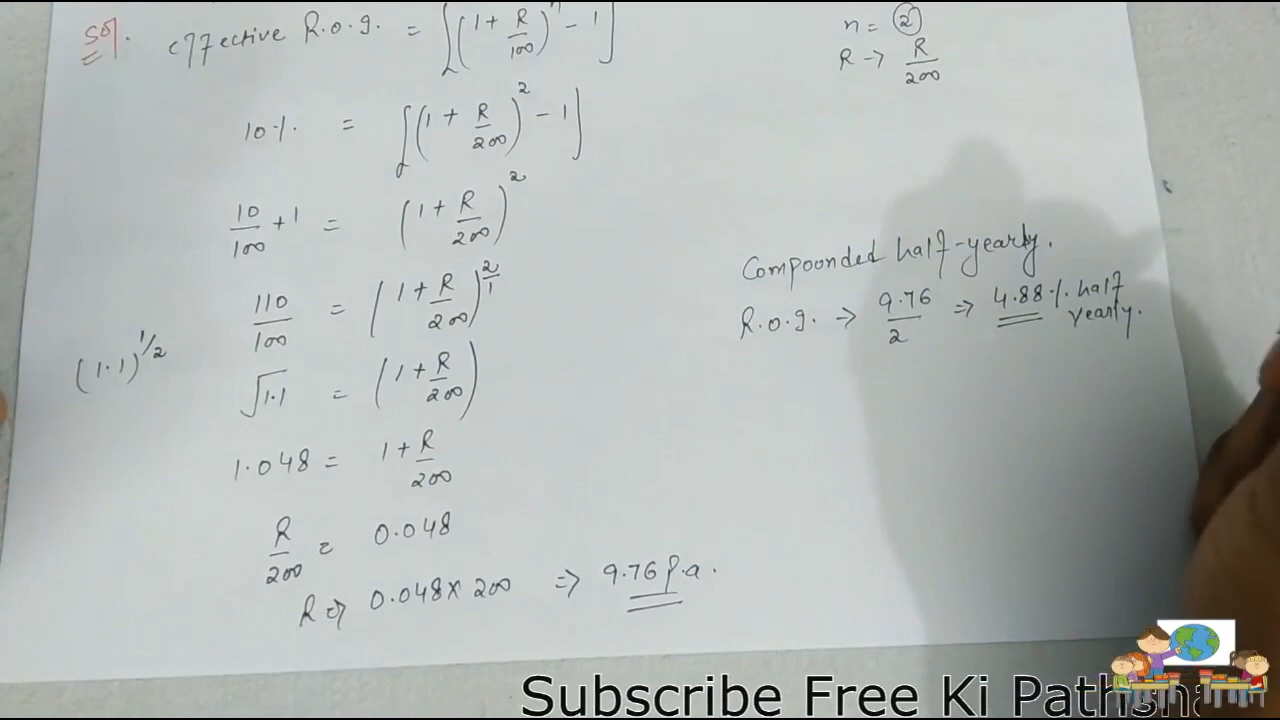 Sol. effective R.o.g. = [(1 + R/100)^n - 1]
10% = [(1 + R/200)^2 - 1]
10/100 + 1 = (1 + R/200)^2
110/100 = (1 + R/200)^2/1
(1.1)^1/2
√1.1 = (1 + R/200)
1.048 = 1 + R/200
R/200 = 0.048
R ⇒ 0.048 × 200 ⇒ 9.76 p.a.
n = 2
R → R/200
Compounded half-yearly.
R.o.g. → 9.76/2 ⇒ 4.88% half yearly.
Subscribe Free Ki Pathsha